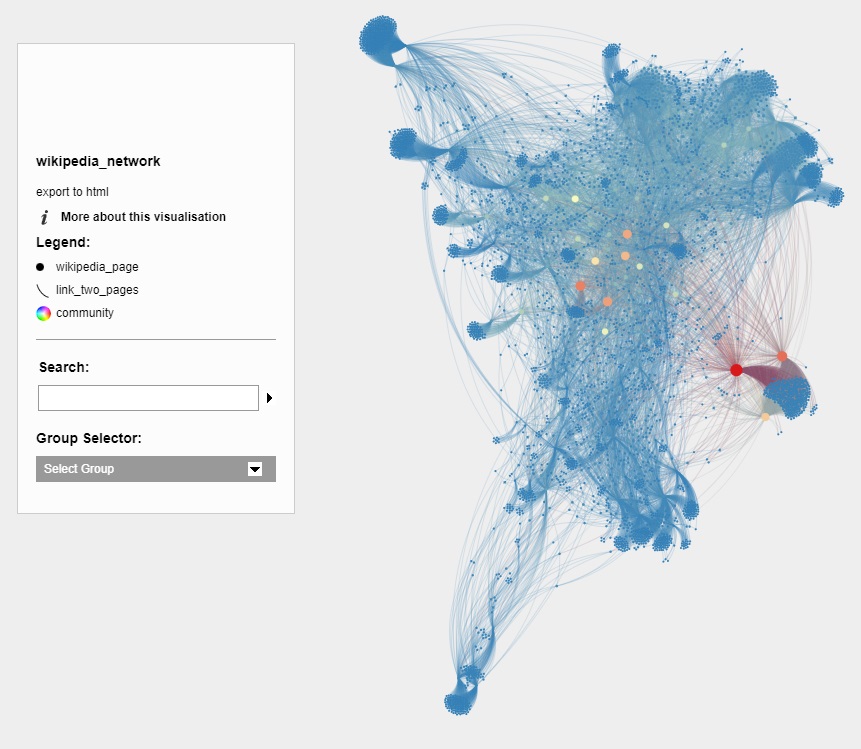 wikipedia_network
export to html
i More about this visualisation
Legend:
wikipedia_page
link_two_pages
community
Search:
Group Selector:
Select Group